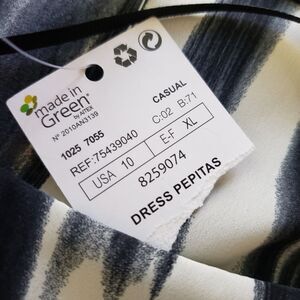 made in
Green
by AITEX
Nº 2010AN3139
1025 7055
CASUAL
REF:75439040
C-02 B:71
USA 10
E-F XL
8259074
DRESS PEPITAS